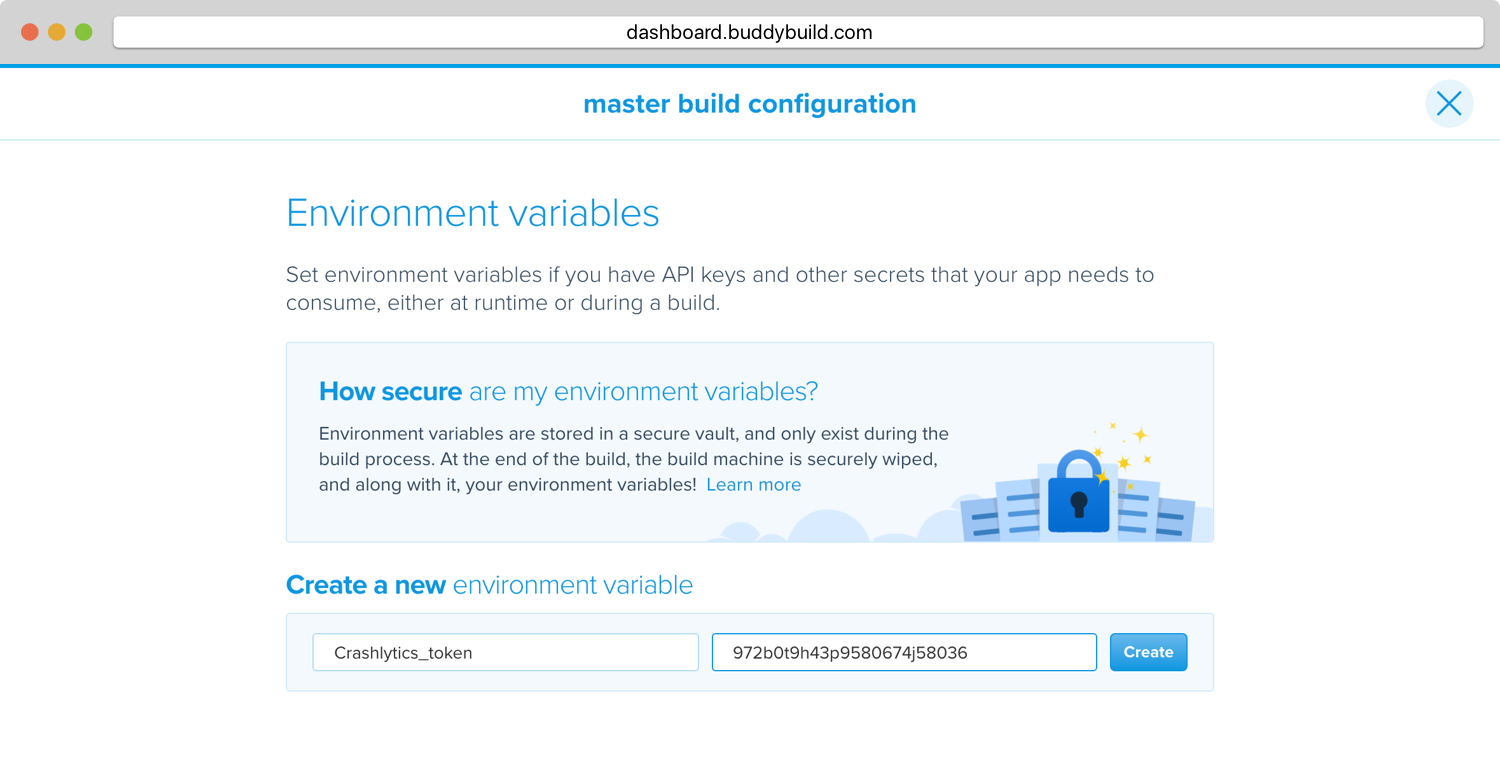 dashboard.buddybuild.com
master build configuration
Environment variables
Set environment variables if you have API keys and other secrets that your app needs to
consume, either at runtime or during a build.
How secure are my environment variables?
Environment variables are stored in a secure vault, and only exist during the
build process. At the end of the build, the build machine is securely wiped,
and along with it, your environment variables! Learn more
Create a new environment variable
Crashlytics_token 972b0t9h43p9580674j58036 Create